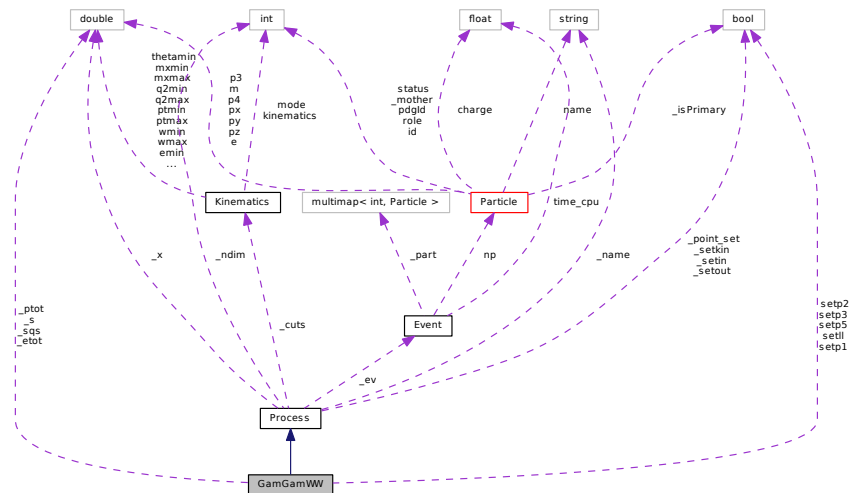 double
int
float
string
bool
thetamin
mxmin
mxmax
q2min
q2max
ptmin
ptmax
wmin
wmax
emin
...
p3
m
p4
px
py
pz
e
mode
kinematics
status
_mother
pdgId
role
id
charge
name
_isPrimary
Kinematics
multimap< int, Particle >
Particle
time_cpu
_x
_ndim
_part
np
_name
_point_set
_setkin
_setin
_setout
_ptot
_s
_sqs
_etot
_cuts
Event
setp2
setp3
setp5
setll
setp1
_ev
Process
GamGamWW